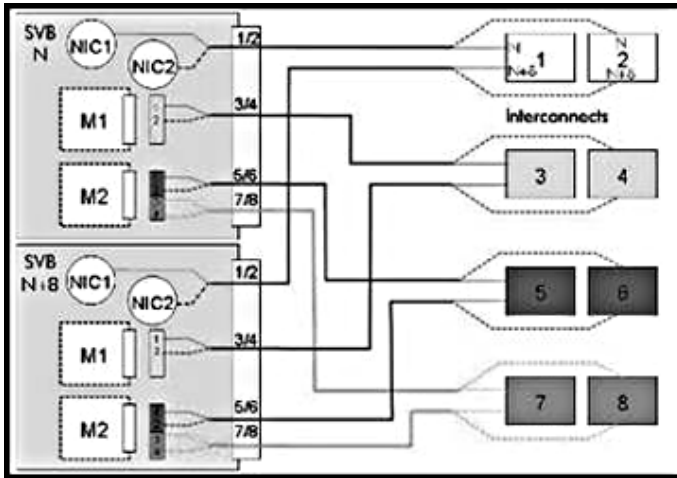 SVB
N
NIC1
NIC2
1/2
M1
2
3/4
M2
5/6
7/8
SVB
N+8
NIC1
NIC2
1/2
M1
1
2
3/4
M2
5/6
7/8
N
1
N+8
N
2
N+8
interconnects
3
4
5
6
7
8